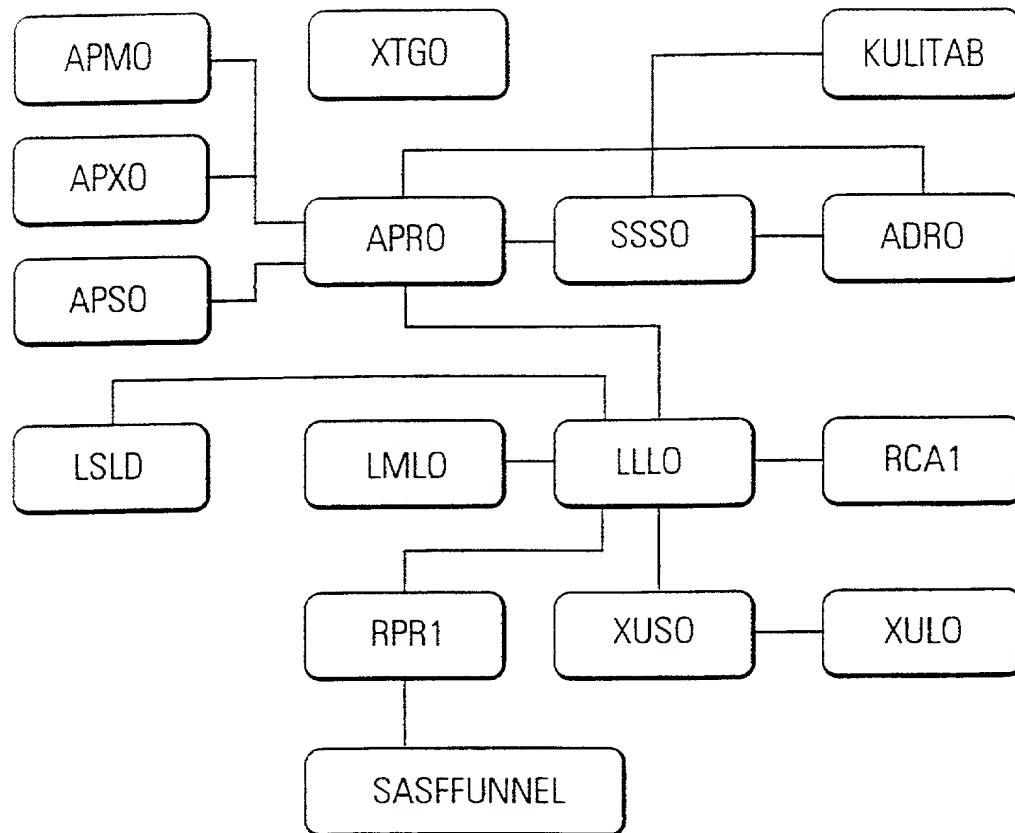 APMO
XTGO
KULITAB
APXO
APRO
SSSO
ADRO
APSO
LSLD
LMLO
LLLO
RCA1
RPR1
XUSO
XULO
SASFFUNNEL